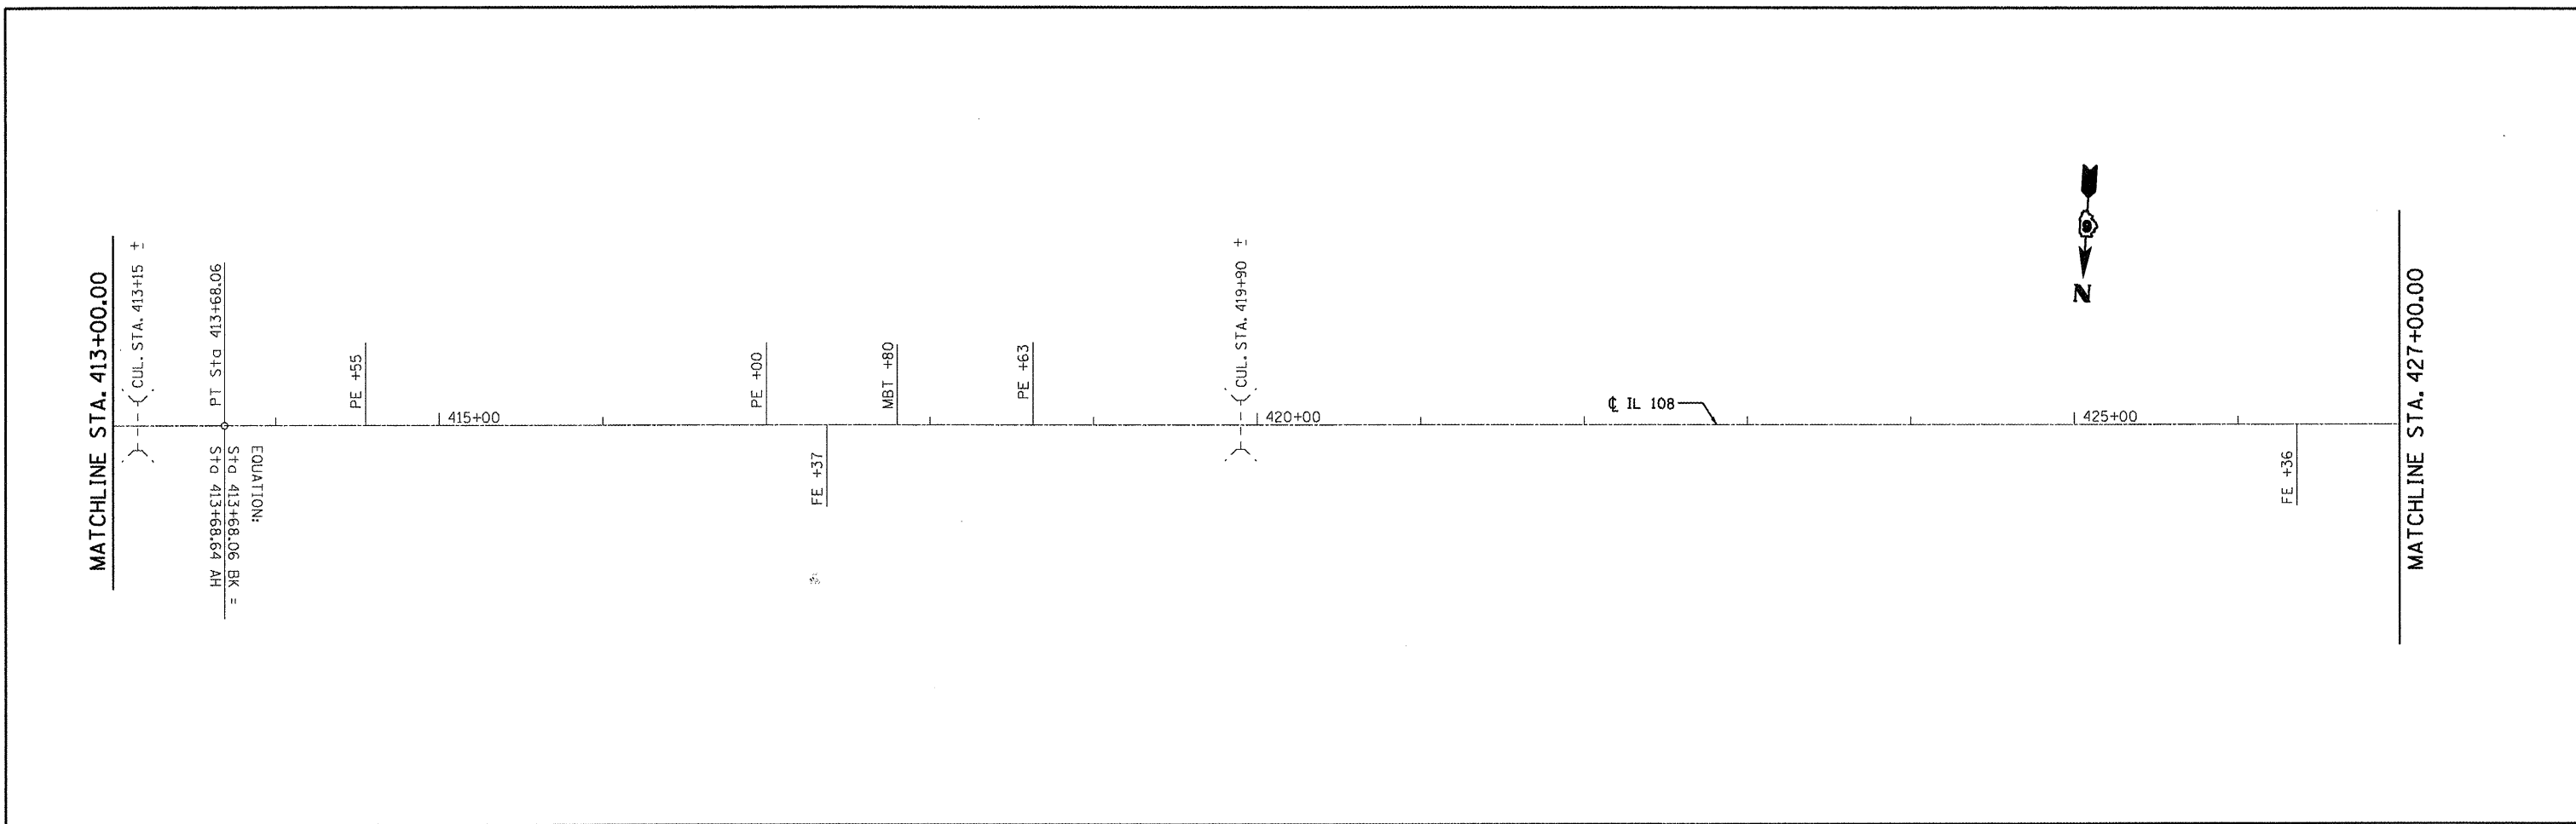 MATCHLINE STA. 413+00.00
CUL. STA. 413+15 ±
PT Sta 413+68.06
EQUATION:
Sta 413+68.06 BK =
Sta 413+68.64 AH
PE +55
415+00
PE +00
FE +37
MBT +80
PE +63
CUL. STA. 419+90 ±
420+00
℄ IL 108
N
425+00
FE +36
MATCHLINE STA. 427+00.00